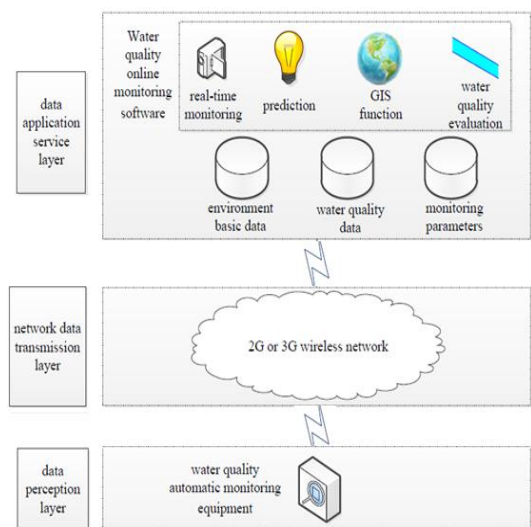 data
application
service
layer
Water
quality
online
monitoring
software
real-time
monitoring
prediction
GIS
function
water
quality
evaluation
environment
basic data
water quality
data
monitoring
parameters
network data
transmission
layer
2G or 3G wireless network
data
perception
layer
water quality
automatic monitoring
equipment